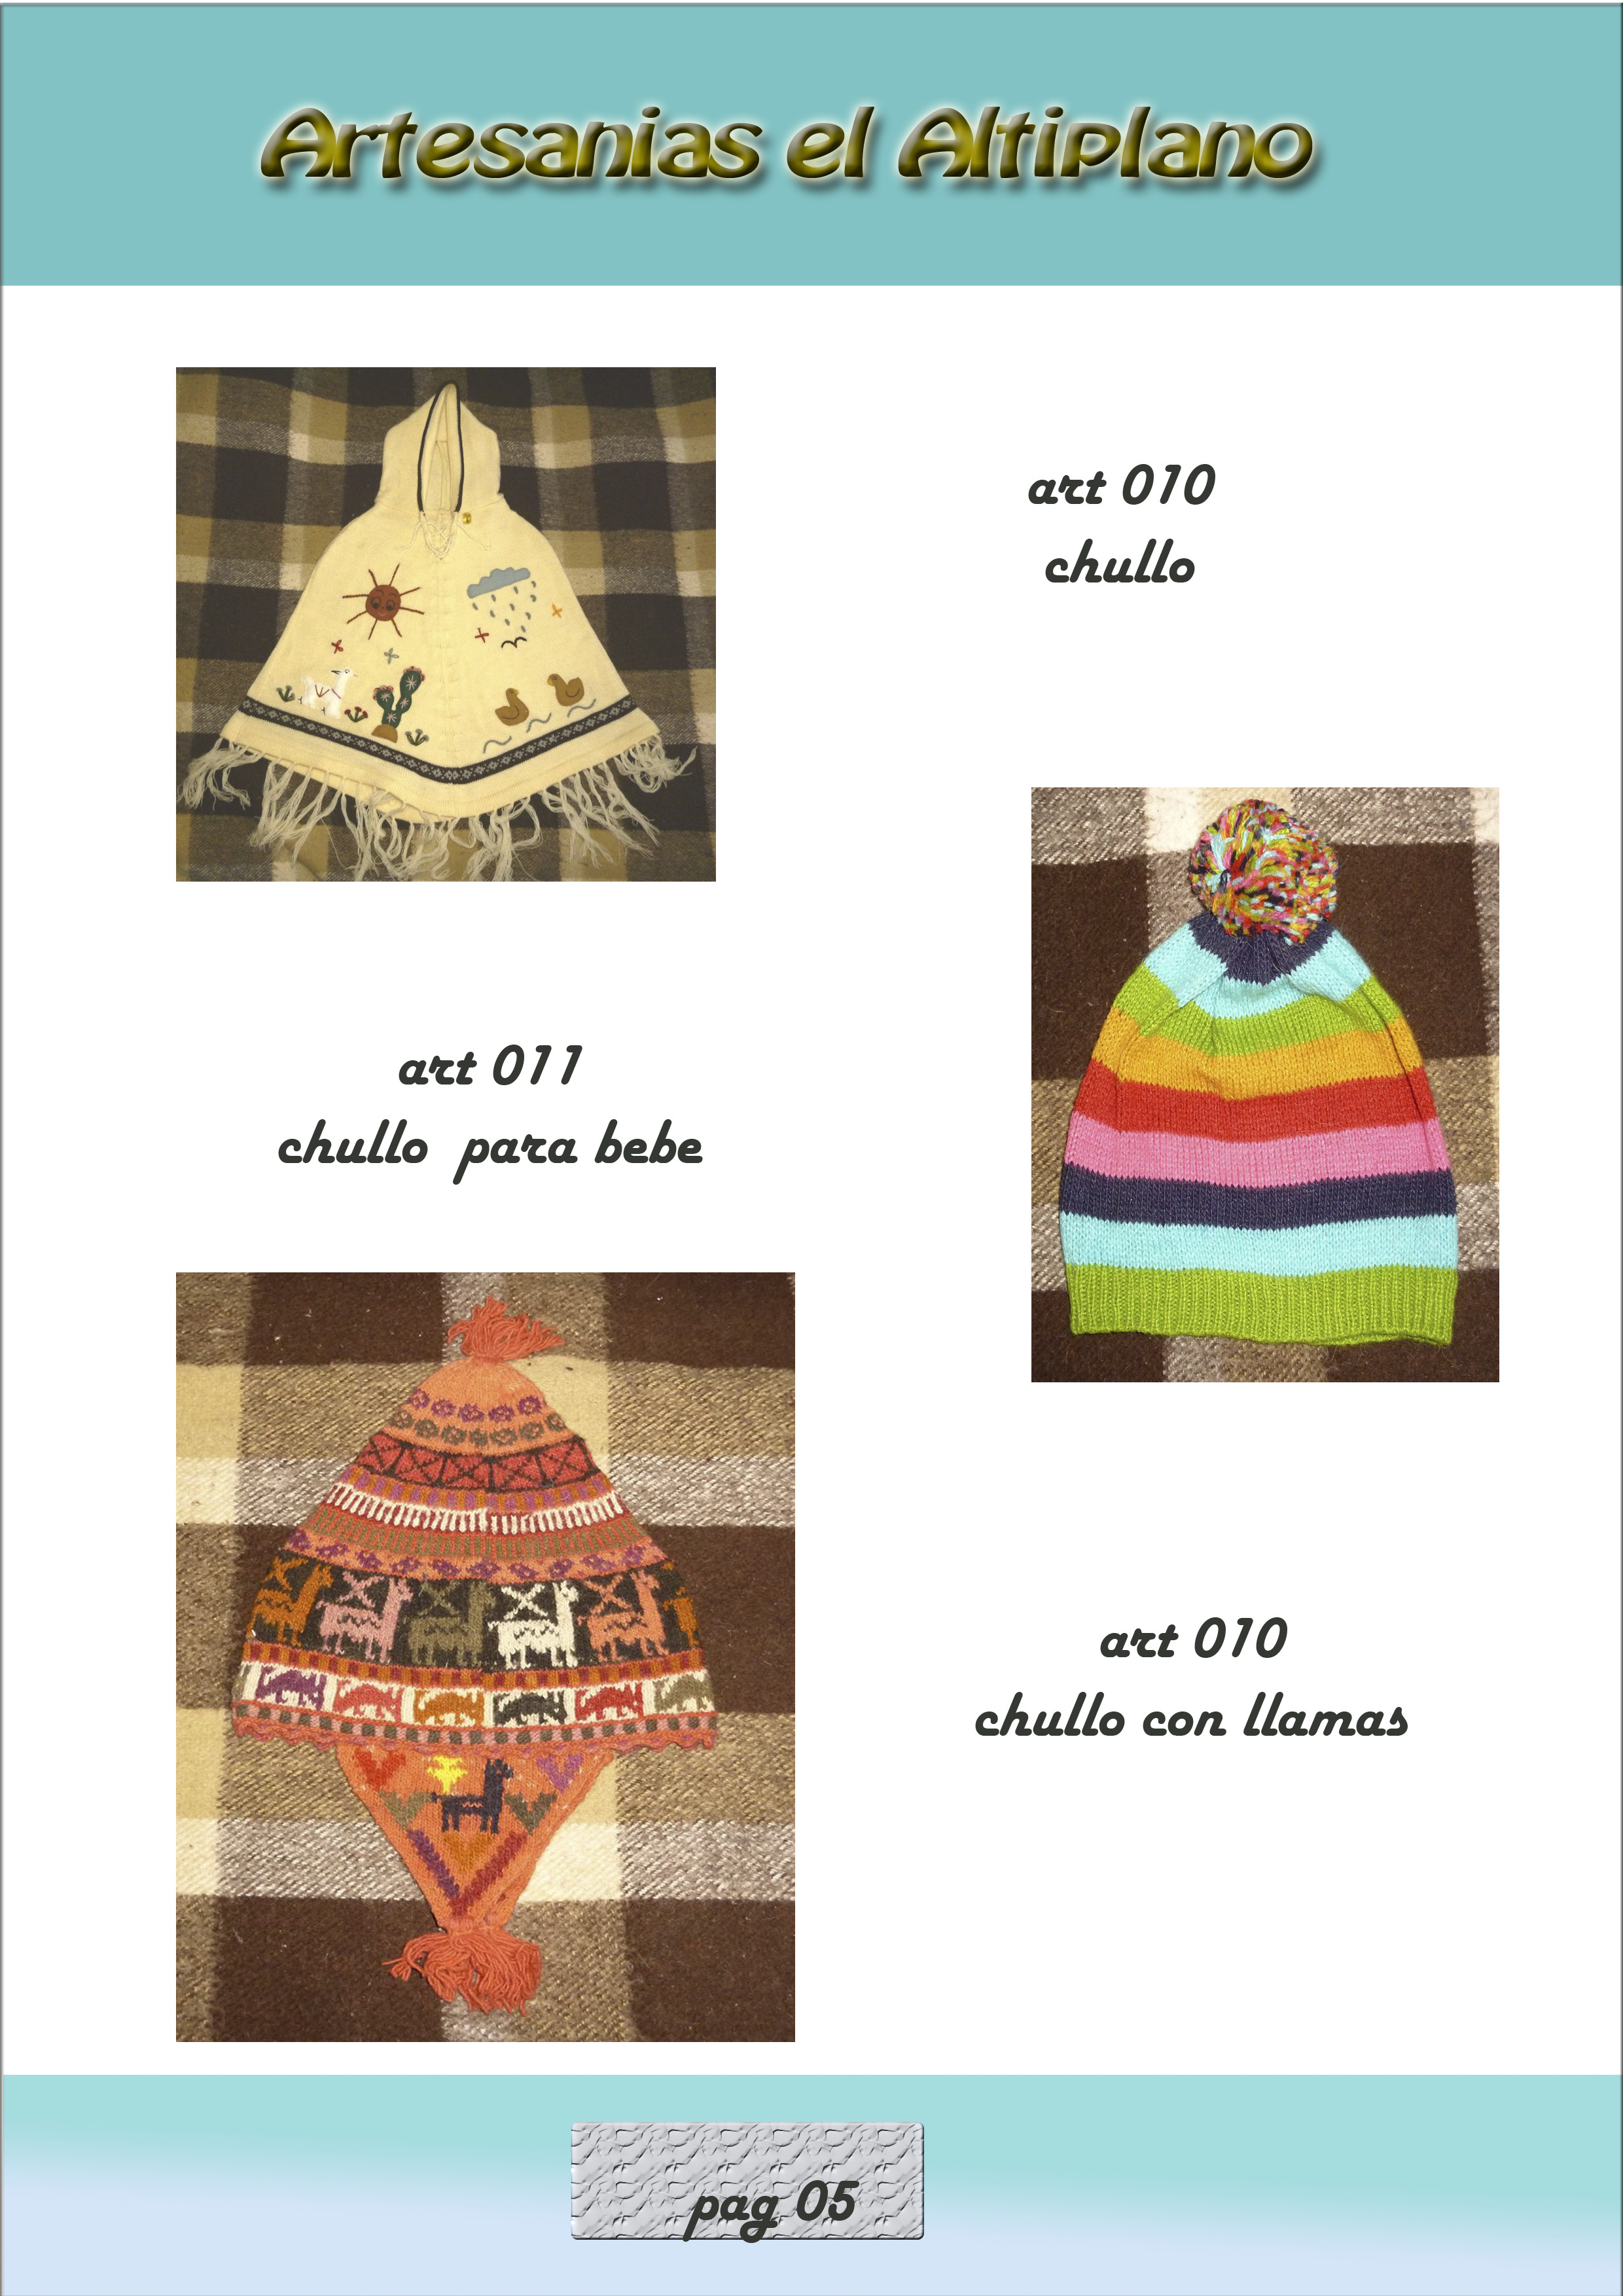 Artesanias el Altiplano
art 010
chullo
art 011
chullo para bebe
art 010
chullo con llamas
pag 05